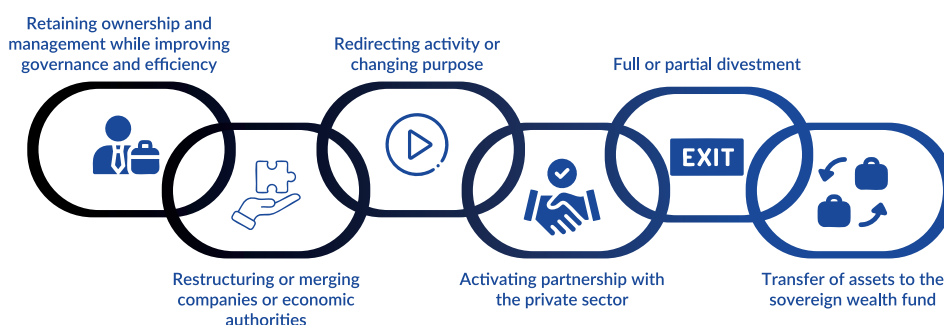 Retaining ownership and
management while improving
governance and efficiency
Restructuring or merging
companies or economic
authorities
Redirecting activity or
changing purpose
Activating partnership with
the private sector
Full or partial divestment
EXIT
Transfer of assets to the
sovereign wealth fund